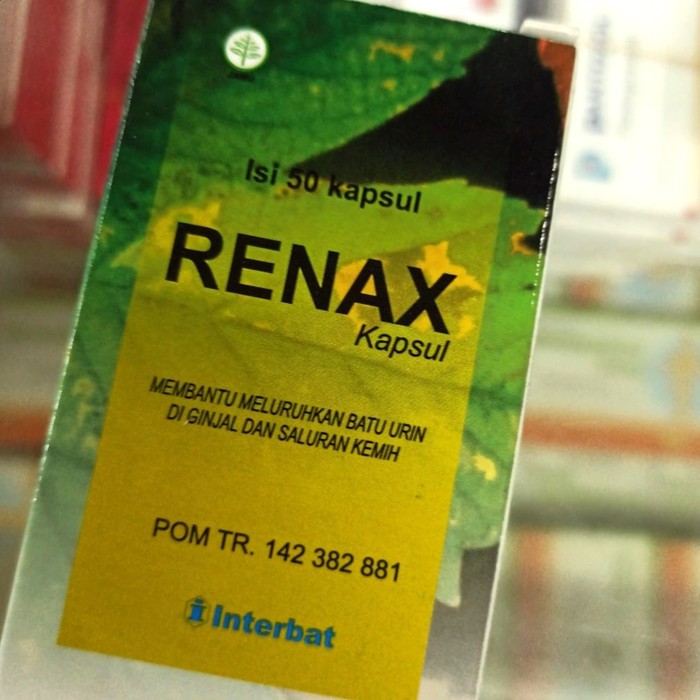 Isi 50 kapsul
RENAX
Kapsul
MEMBANTU MELURUHKAN BATU URIN
DI GINJAL DAN SALURAN KEMIH
POM TR. 142 382 881
Interbat